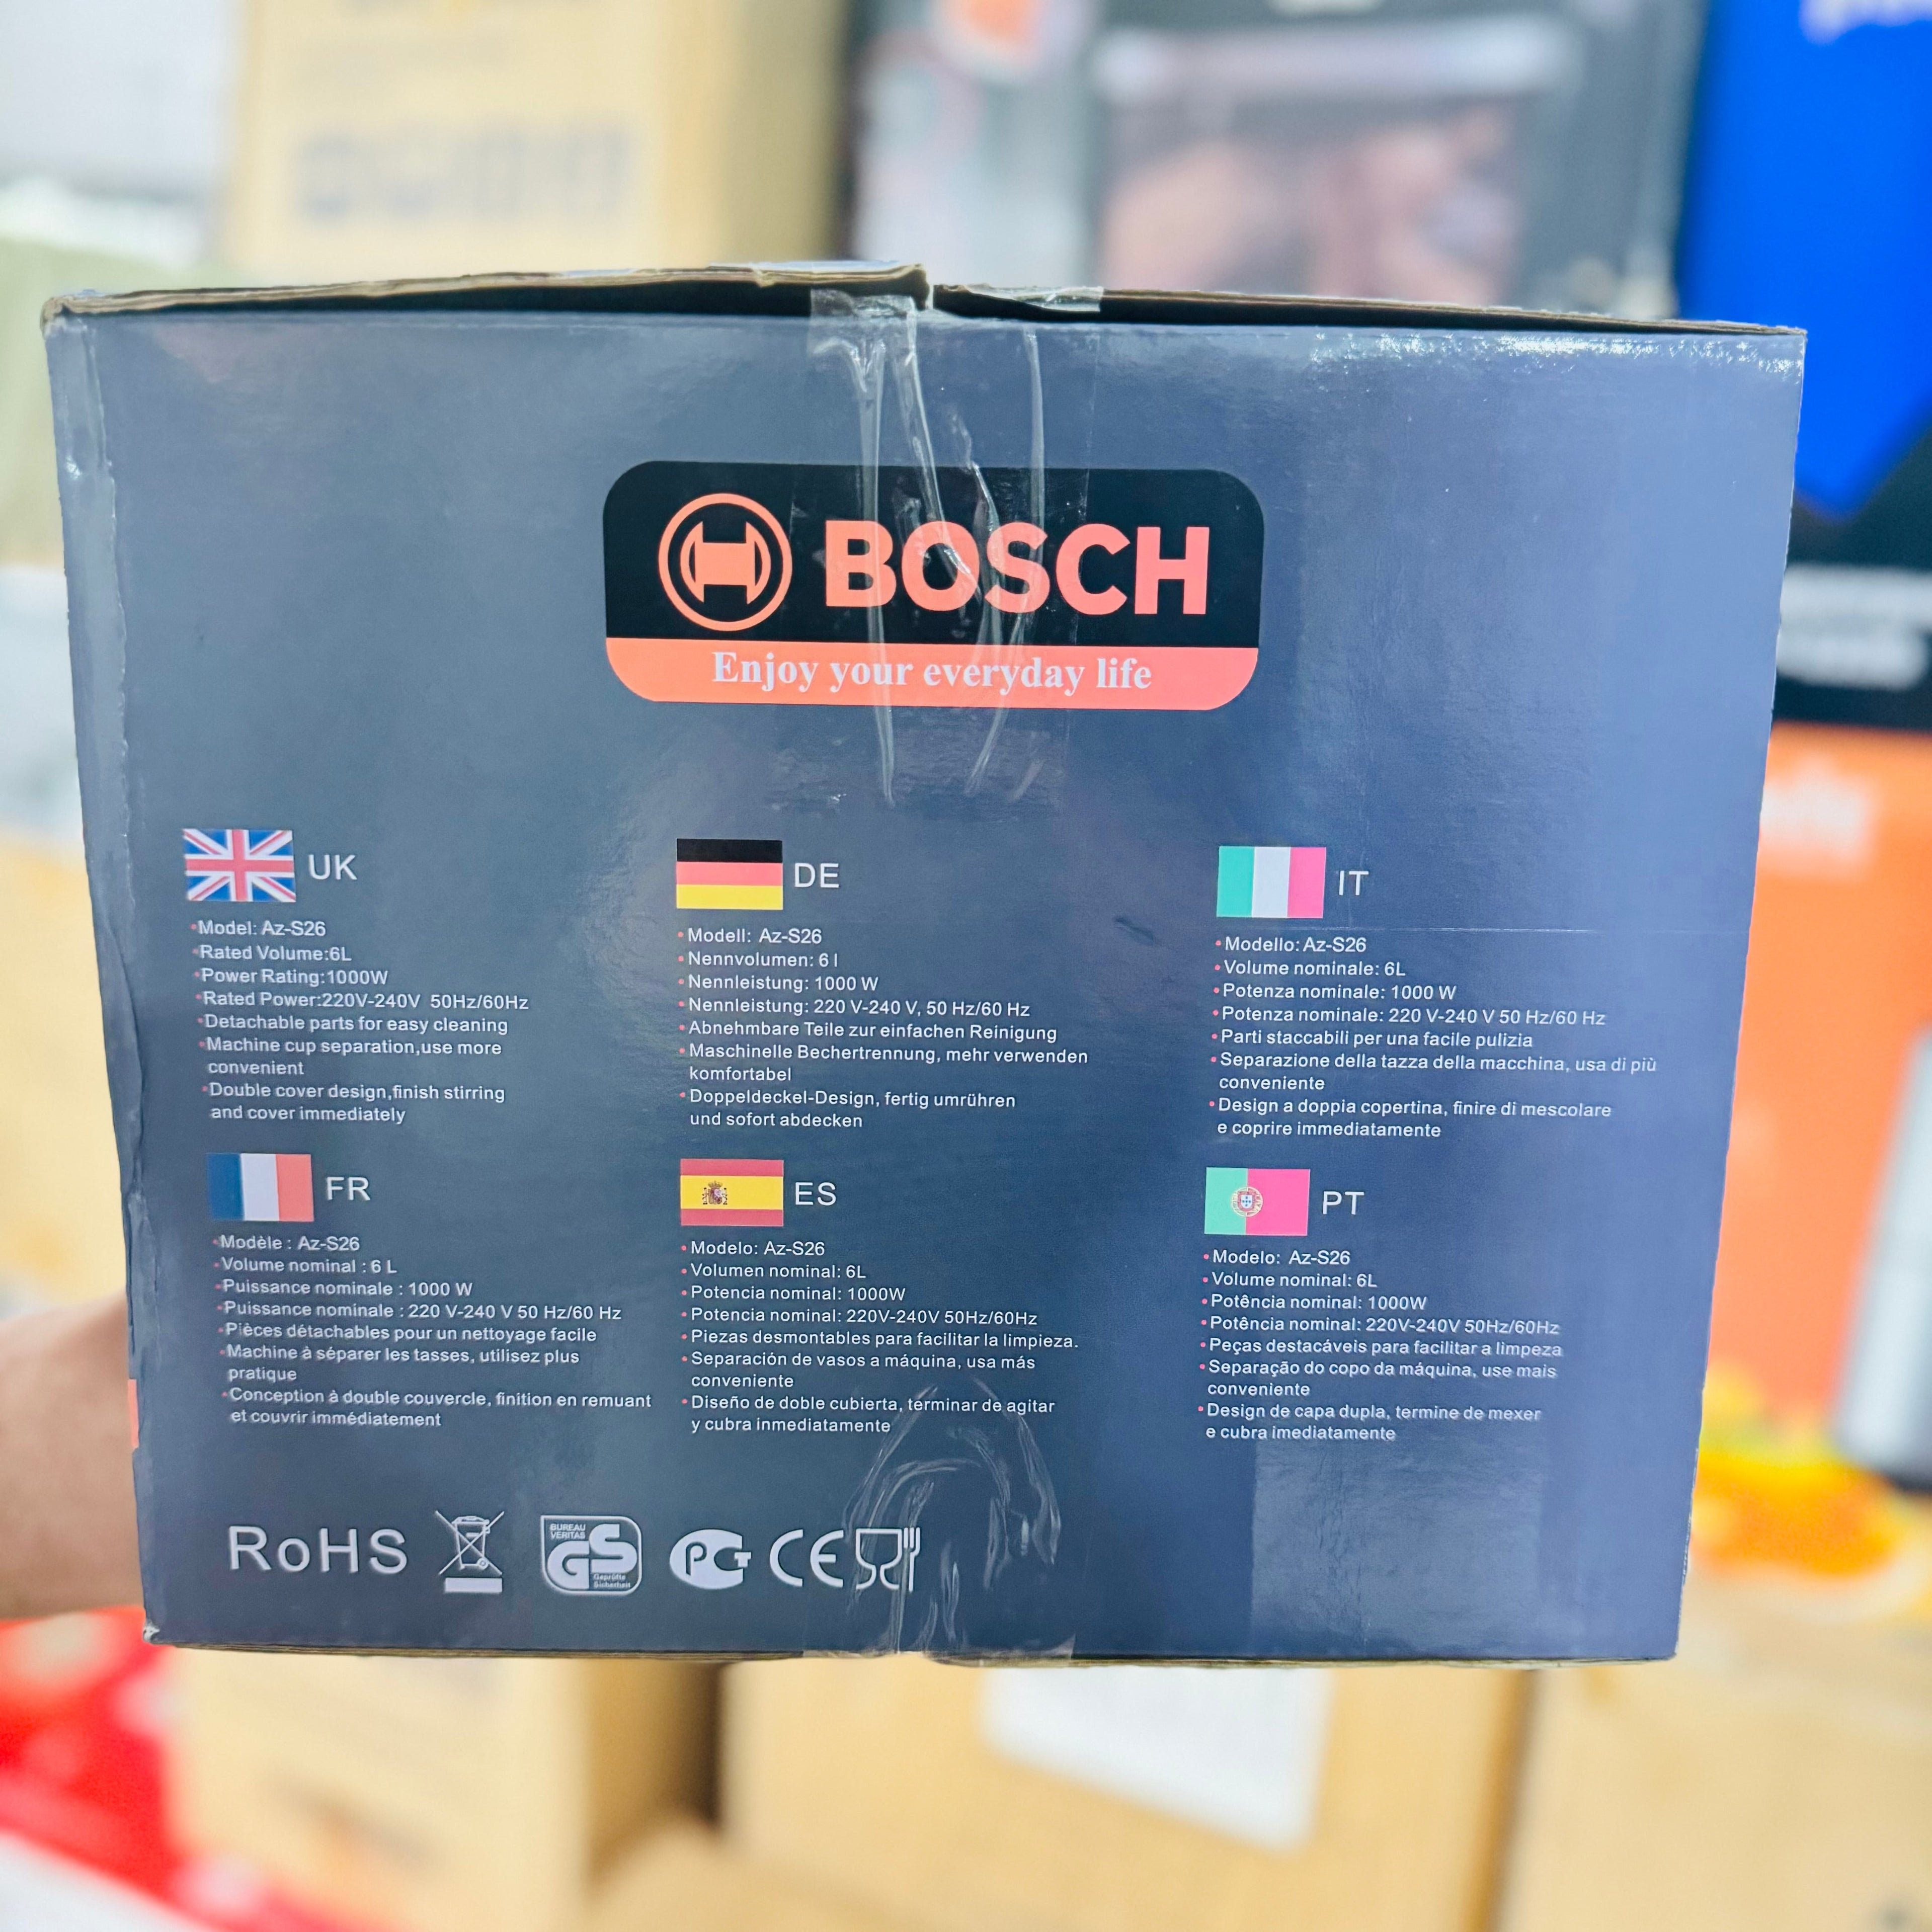 BOSCH
Enjoy your everyday life
UK
•Model: Az-S26
•Rated Volume:6L
•Power Rating:1000W
•Rated Power:220V-240V 50Hz/60Hz
•Detachable parts for easy cleaning
•Machine cup separation,use more
convenient
•Double cover design,finish stirring
and cover immediately
DE
•Modell: Az-S26
•Nennvolumen: 6 l
•Nennleistung: 1000 W
•Nennleistung: 220 V-240 V, 50 Hz/60 Hz
•Abnehmbare Teile zur einfachen Reinigung
•Maschinelle Bechertrennung, mehr verwenden
komfortabel
•Doppeldeckel-Design, fertig umrühren
und sofort abdecken
IT
•Modello: Az-S26
•Volume nominale: 6L
•Potenza nominale: 1000 W
•Potenza nominale: 220 V-240 V 50 Hz/60 Hz
•Parti staccabili per una facile pulizia
•Separazione della tazza della macchina, usa di più
conveniente
•Design a doppia copertina, finire di mescolare
e coprire immediatamente
FR
•Modèle : Az-S26
•Volume nominal : 6 L
•Puissance nominale : 1000 W
•Puissance nominale : 220 V-240 V 50 Hz/60 Hz
•Pièces détachables pour un nettoyage facile
•Machine à séparer les tasses, utilisez plus
pratique
•Conception à double couvercle, finition en remuant
et couvrir immédiatement
ES
•Modelo: Az-S26
•Volumen nominal: 6L
•Potencia nominal: 1000W
•Potencia nominal: 220V-240V 50Hz/60Hz
•Piezas desmontables para facilitar la limpieza.
•Separación de vasos a máquina, usa más
conveniente
•Diseño de doble cubierta, terminar de agitar
y cubra inmediatamente
PT
•Modelo: Az-S26
•Volume nominal: 6L
•Potência nominal: 1000W
•Potência nominal: 220V-240V 50Hz/60Hz
•Peças destacáveis para facilitar a limpeza
•Separação do copo da máquina, use mais
conveniente
•Design de capa dupla, termine de mexer
e cubra imediatamente
RoHS
BUREAU
VERITAS
GS
Geprüfte
Sicherheit
PCT
CE